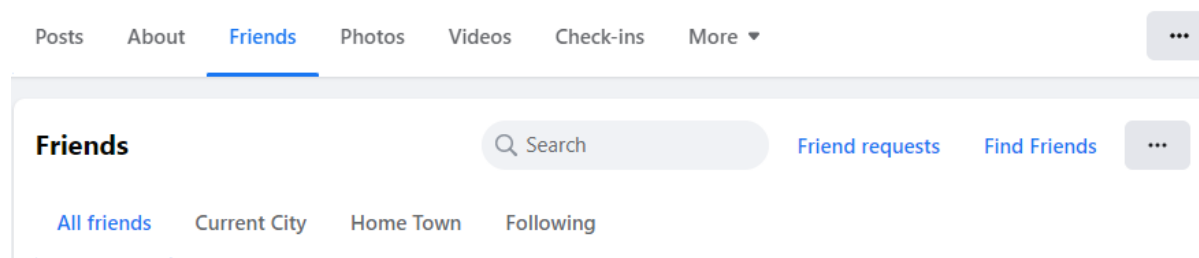 Posts About Friends Photos Videos Check-ins More
Friends Search Friend requests Find Friends
All friends Current City Home Town Following